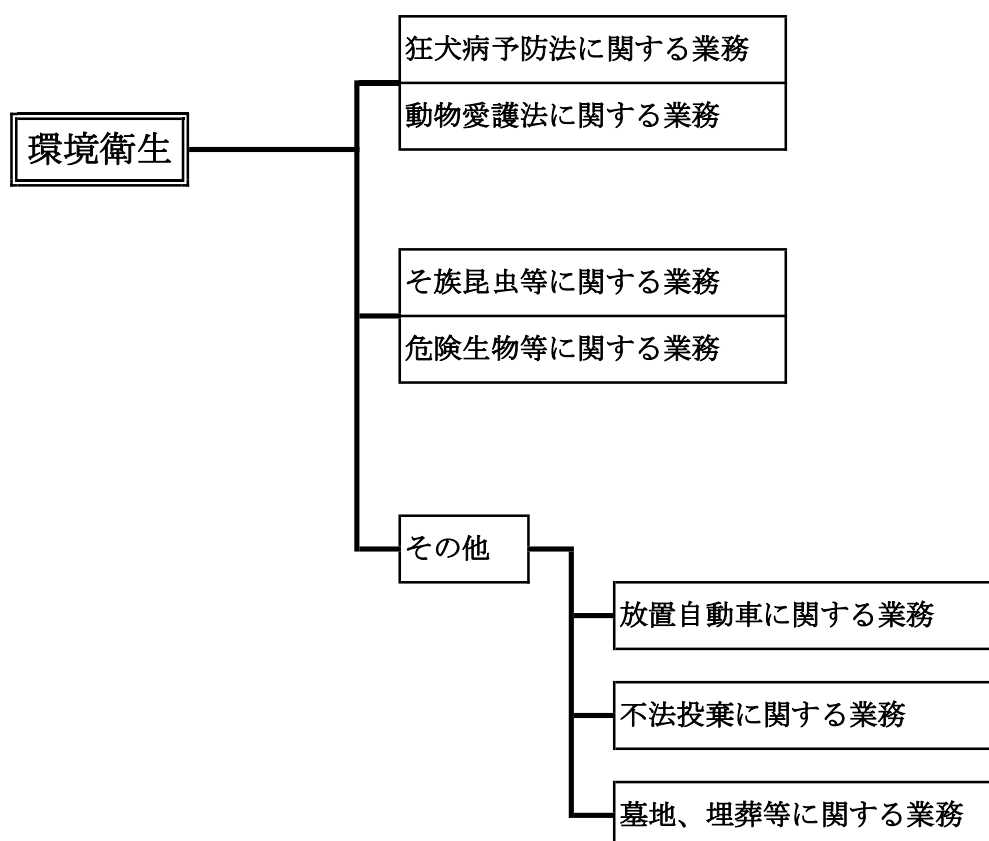 狂犬病予防法に関する業務
動物愛護法に関する業務
環境衛生
そ族昆虫等に関する業務
危険生物等に関する業務
その他
放置自動車に関する業務
不法投棄に関する業務
墓地、埋葬等に関する業務